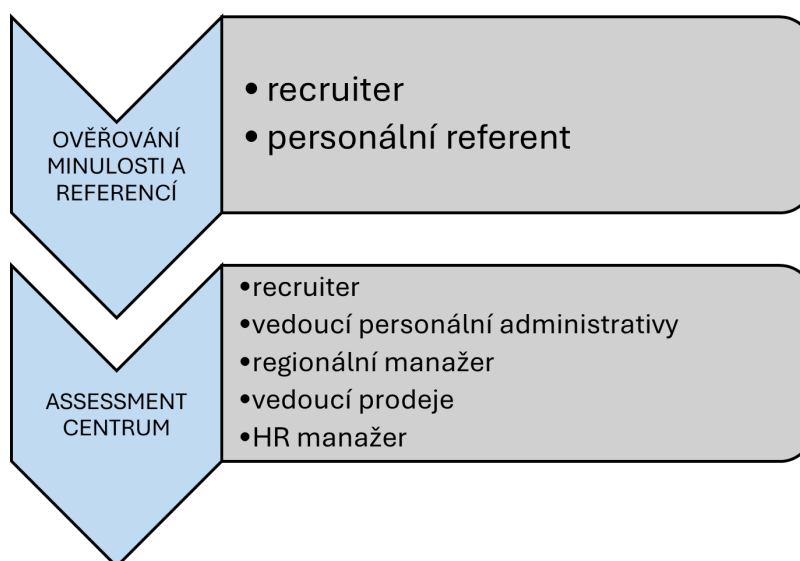 OVĚŘOVÁNÍ
MINULOSTI A
REFERENCÍ
• recruiter
• personální referent
ASSESSMENT
CENTRUM
•recruiter
•vedoucí personální administrativy
•regionální manažer
•vedoucí prodeje
•HR manažer